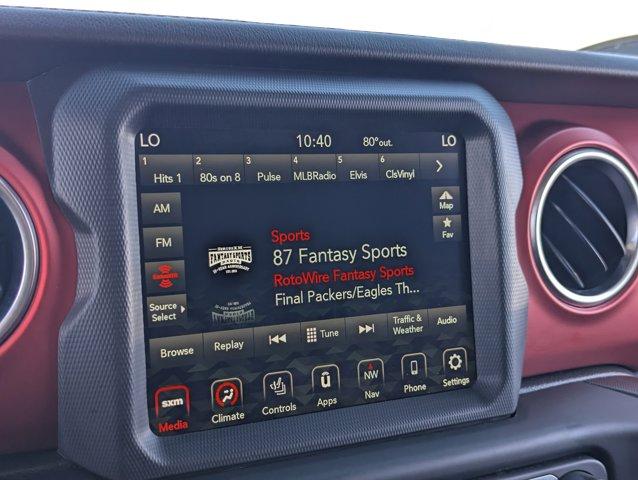 LO 10:40 80°out. LO
1 2 3 4 5 6
Hits 1 80s on 8 Pulse MLBRadio Elvis ClsVinyl
AM
Map
FM
Fav
Sports
FANTASY SPORTS
87 Fantasy Sports
RotoWire Fantasy Sports
Source
Select
Final Packers/Eagles Th...
Browse Replay Tune Traffic &
Weather Audio
sxm
Media Climate Controls Apps NW
Nav Phone Settings